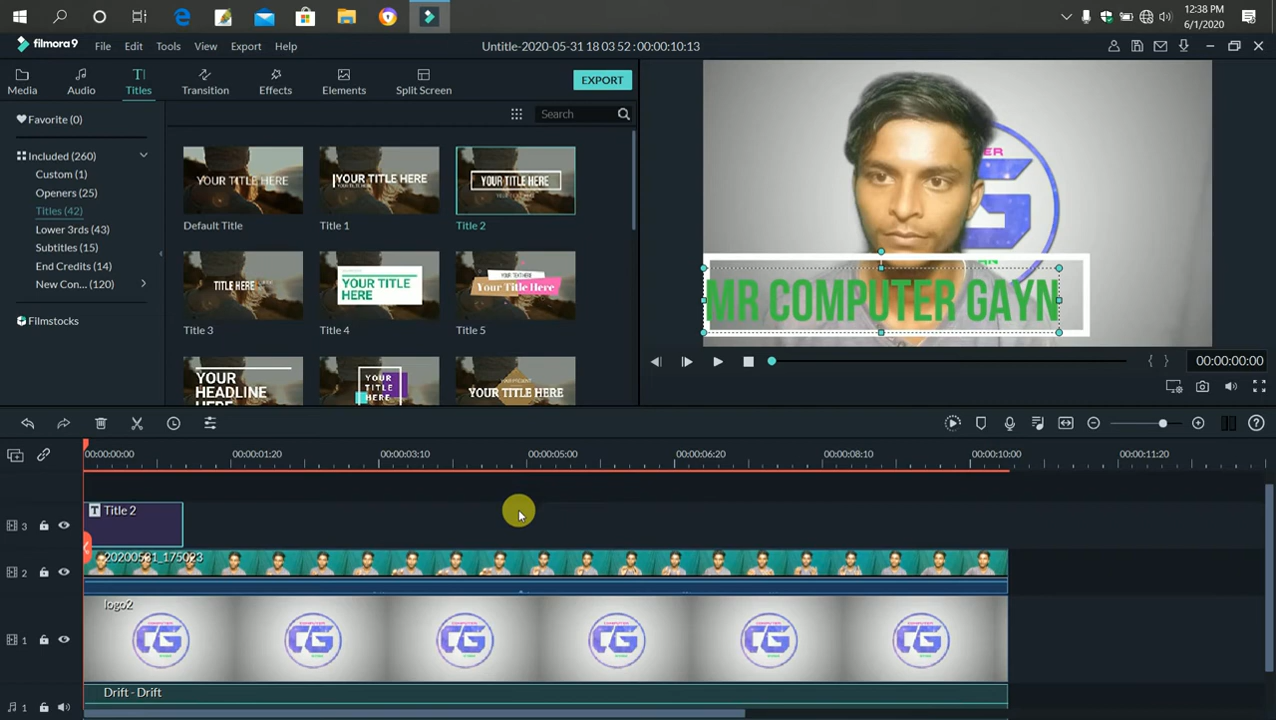 12:38 PM
6/1/2020
filmora9
File Edit Tools View Export Help
Untitle-2020-05-31 18 03 52 : 00:00:10:13
Media Audio Titles Transition Effects Elements Split Screen
EXPORT
Favorite (0)
Search
Included (260)
Custom (1)
Openers (25)
Titles (42)
Lower 3rds (43)
Subtitles (15)
End Credits (14)
New Con... (120)
Filmstocks
YOUR TITLE HERE
YOUR TITLE HERE
YOUR TITLE HERE
Default Title Title 1 Title 2
TITLE HERE
YOUR TITLE HERE
Your Title Here
Title 3 Title 4 Title 5
YOUR HEADLINE HERE
YOUR TITLE HERE
YOUR TITLE HERE
MR COMPUTER GAYN
00:00:00:00
00:00:00:00 00:00:01:20 00:00:03:10 00:00:05:00 00:00:06:20 00:00:08:10 00:00:10:00 00:00:11:20
3
T Title 2
2
20200531_175023
1
logo2
1
Drift - Drift